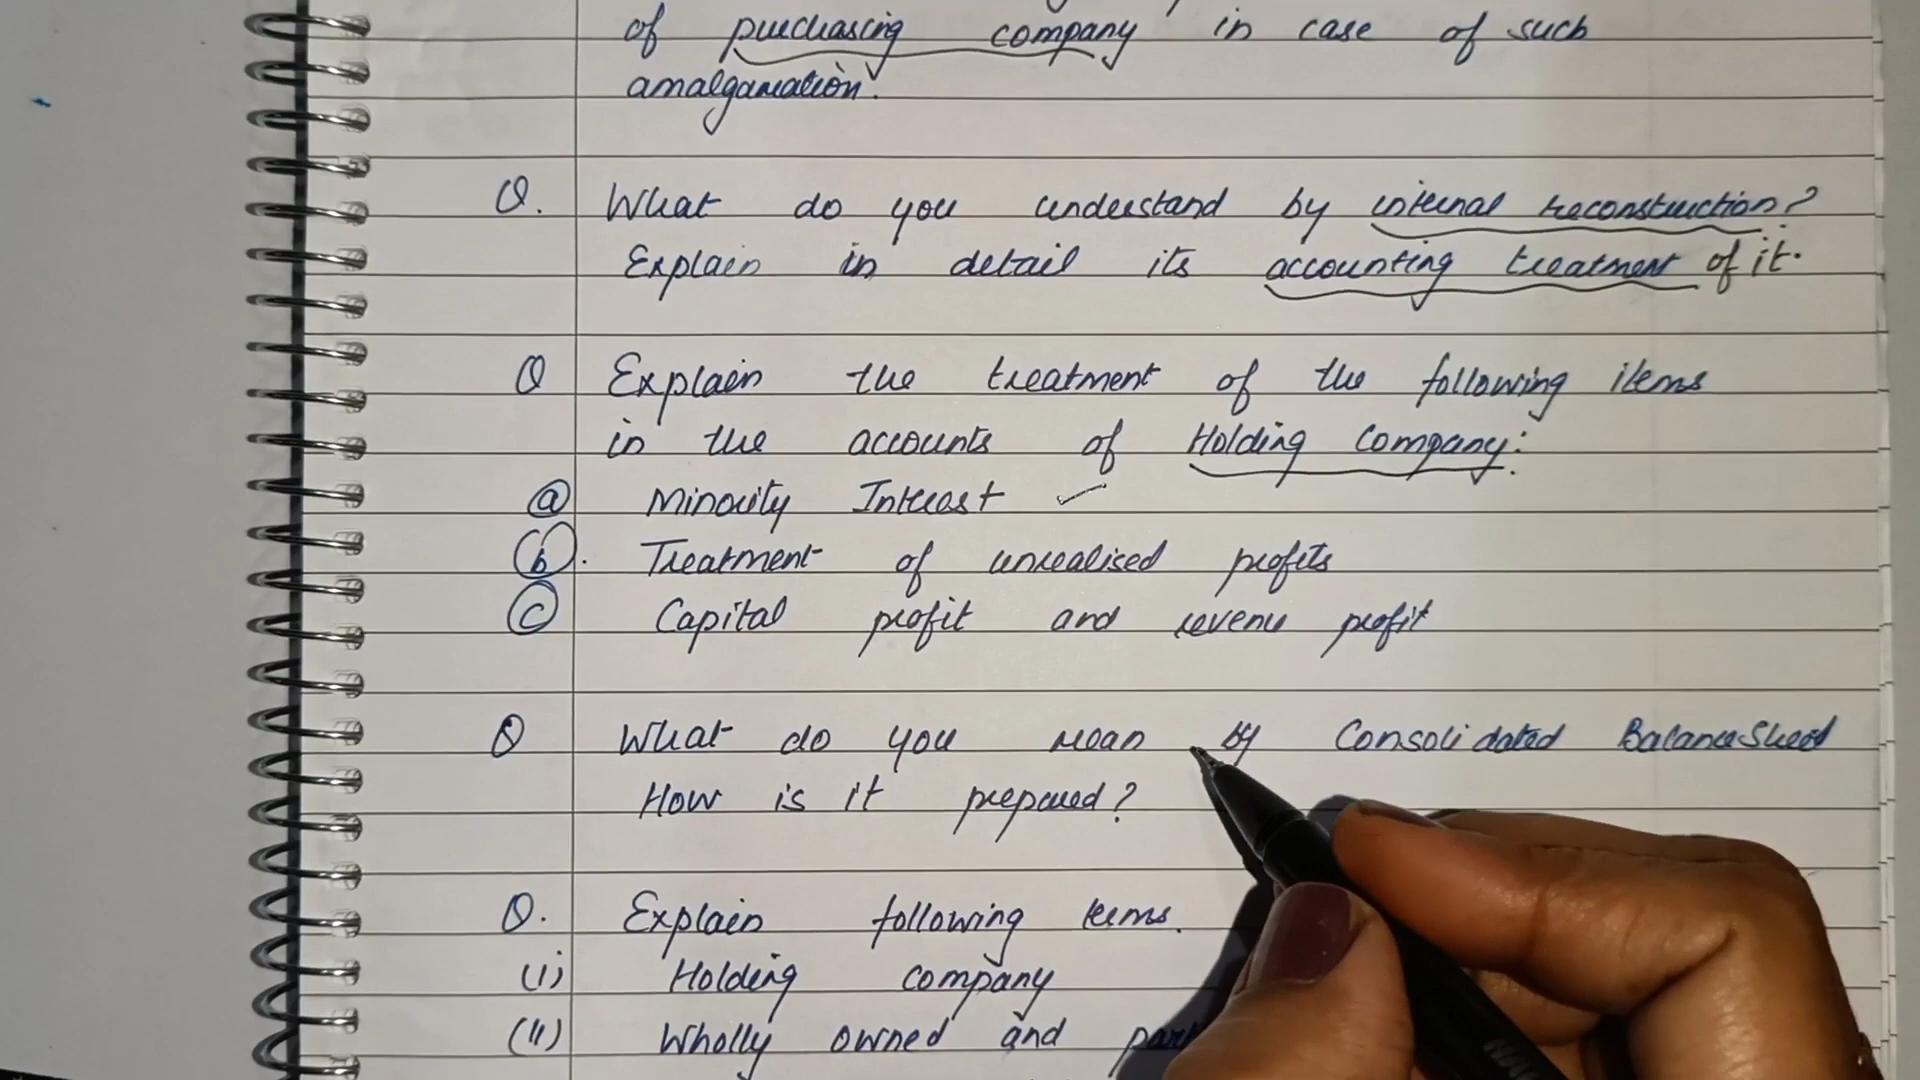 of purchasing company in case of such
amalgamation.
Q. What do you understand by internal reconstruction?
Explain in detail its accounting treatment of it.
Q Explain the treatment of the following items
in the accounts of Holding Company:
(a) Minority Interest ✓
(b). Treatment of unrealised profits
(c) Capital profit and revenu profit
Q What do you mean by Consolidated Balance Sheet
How is it prepared?
Q. Explain following terms.
(i) Holding company
(ii) Wholly owned and